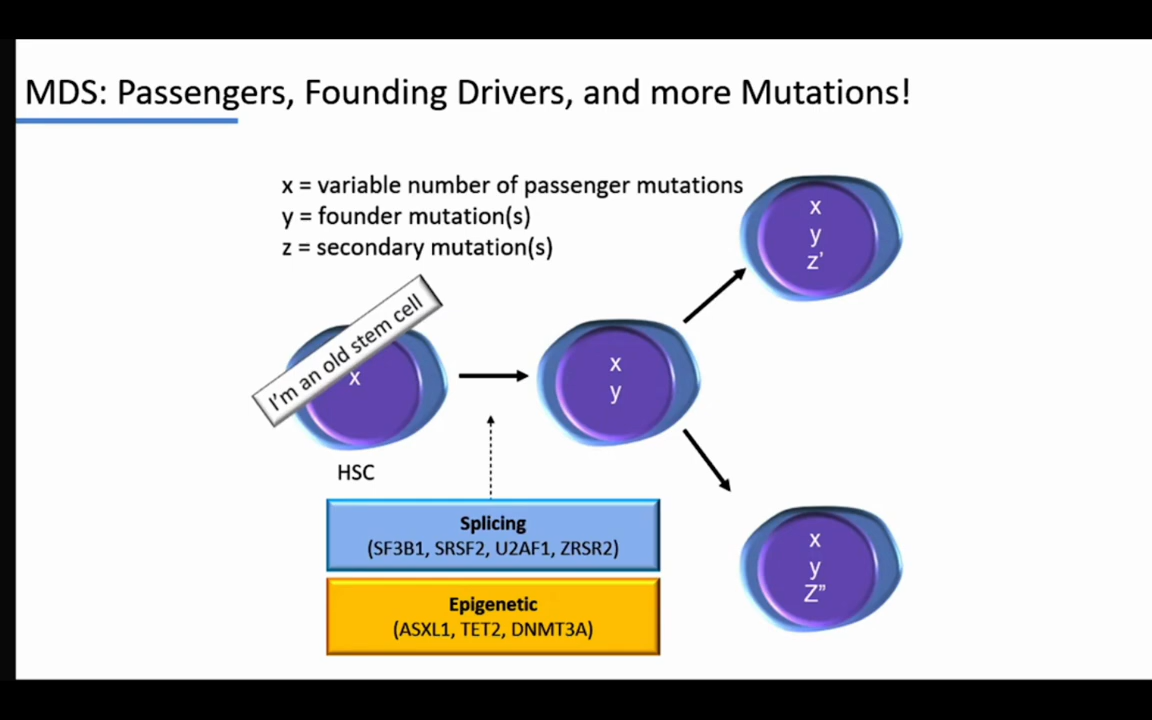 MDS: Passengers, Founding Drivers, and more Mutations!
x = variable number of passenger mutations
y = founder mutation(s)
z = secondary mutation(s)
x
y
z'
I'm an old stem cell
x
x
y
HSC
Splicing
(SF3B1, SRSF2, U2AF1, ZRSR2)
Epigenetic
(ASXL1, TET2, DNMT3A)
x
y
Z"